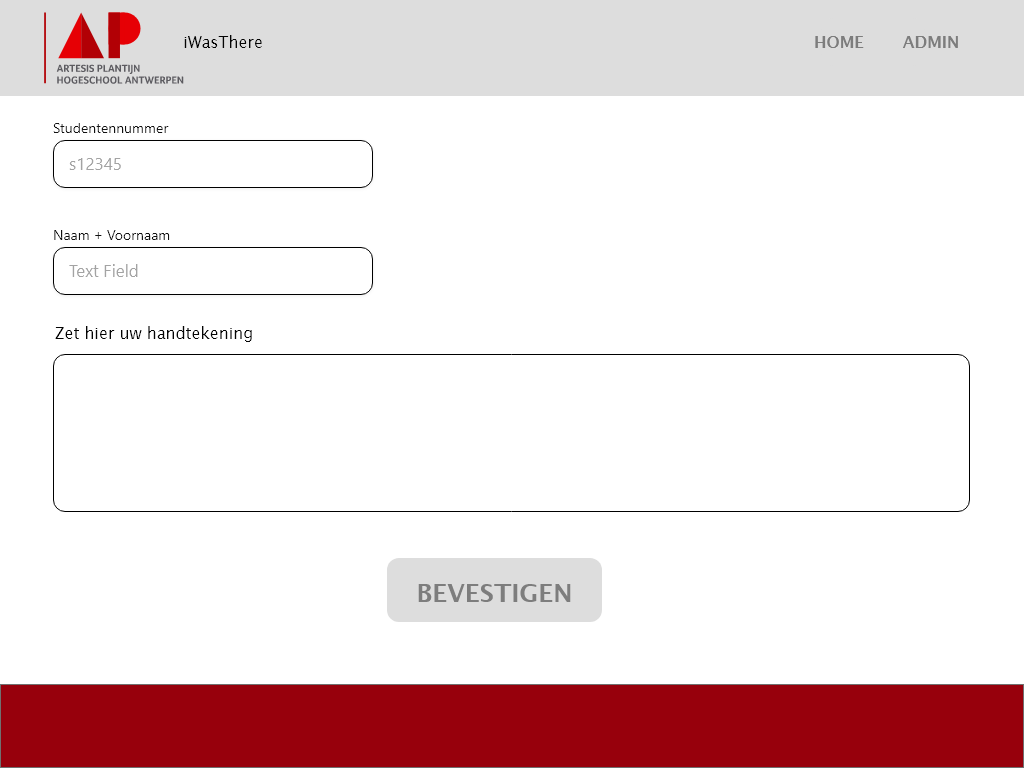 AP
ARTESIS PLANTIJN
HOGESCHOOL ANTWERPEN
iWasThere
HOME
ADMIN
Studentennummer
s12345
Naam + Voornaam
Text Field
Zet hier uw handtekening
BEVESTIGEN